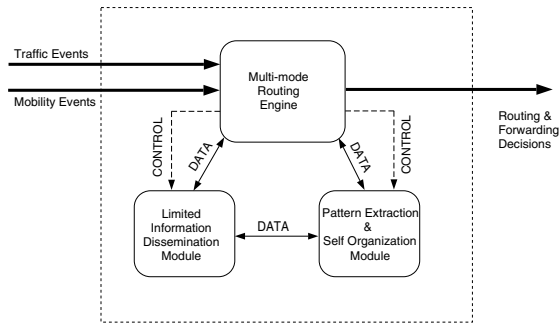 Traffic Events
Mobility Events
Multi-mode
Routing
Engine
Routing &
Forwarding
Decisions
CONTROL
DATA
DATA
CONTROL
Limited
Information
Dissemination
Module
DATA
Pattern Extraction
&
Self Organization
Module